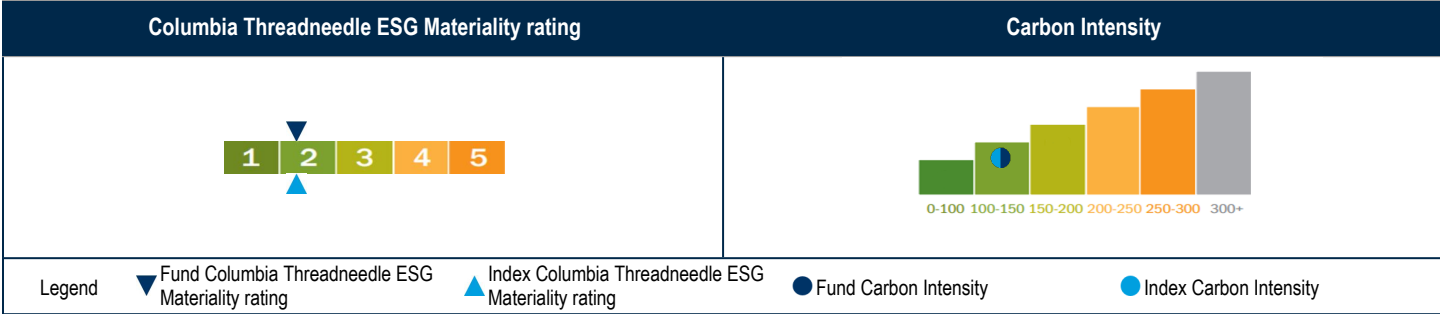 Columbia Threadneedle ESG Materiality rating
Carbon Intensity
1 2 3 4 5
0-100 100-150 150-200 200-250 250-300 300+
Legend
Fund Columbia Threadneedle ESG
Materiality rating
Index Columbia Threadneedle ESG
Materiality rating
Fund Carbon Intensity
Index Carbon Intensity